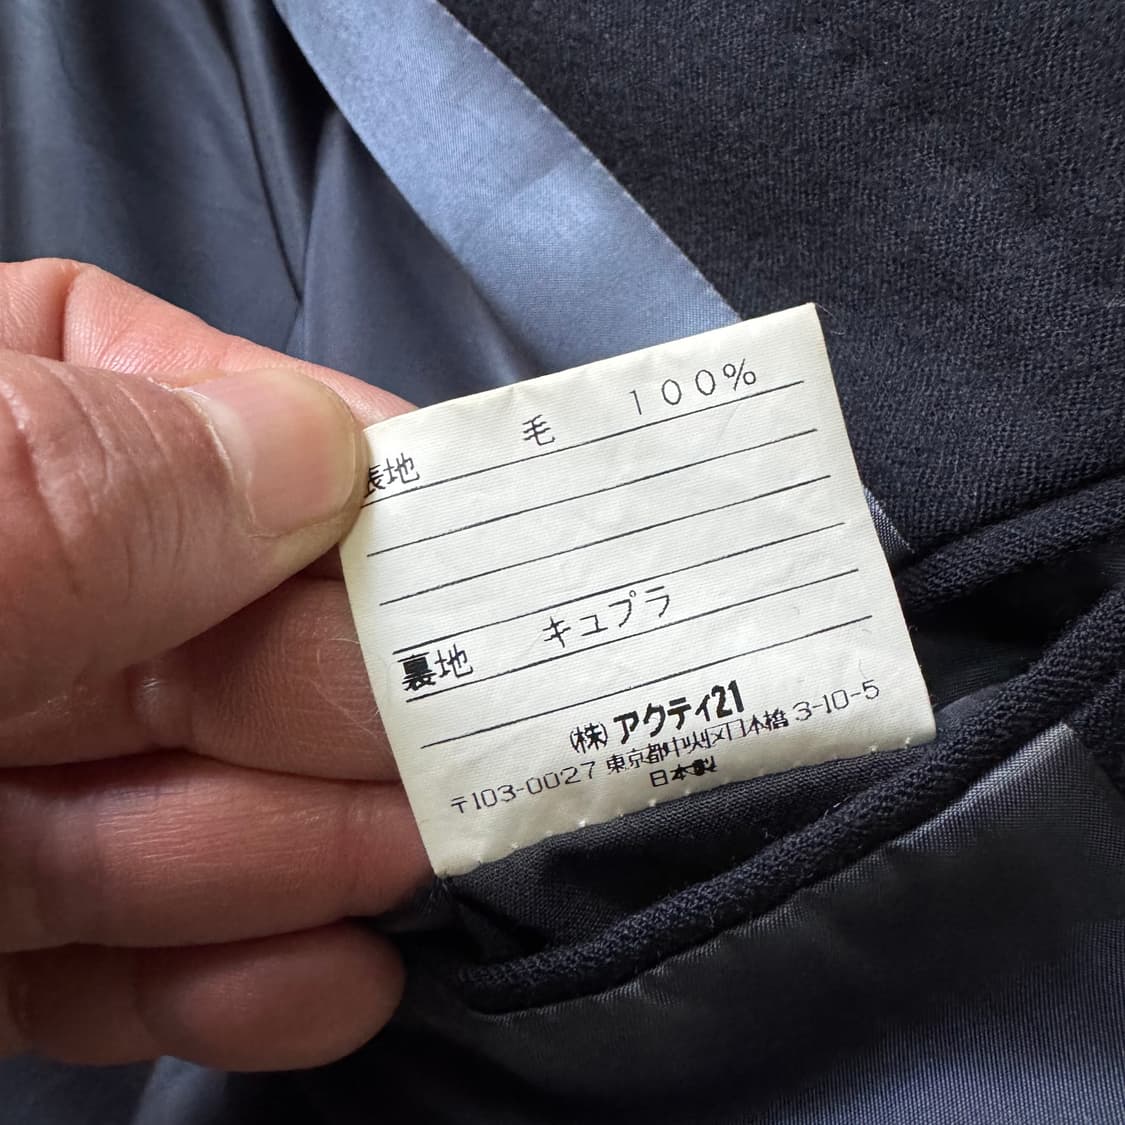 表地 毛 100%
裏地 キュプラ
(株)アクティ21
〒103-0027 東京都中央区日本橋 3-10-5
日本製